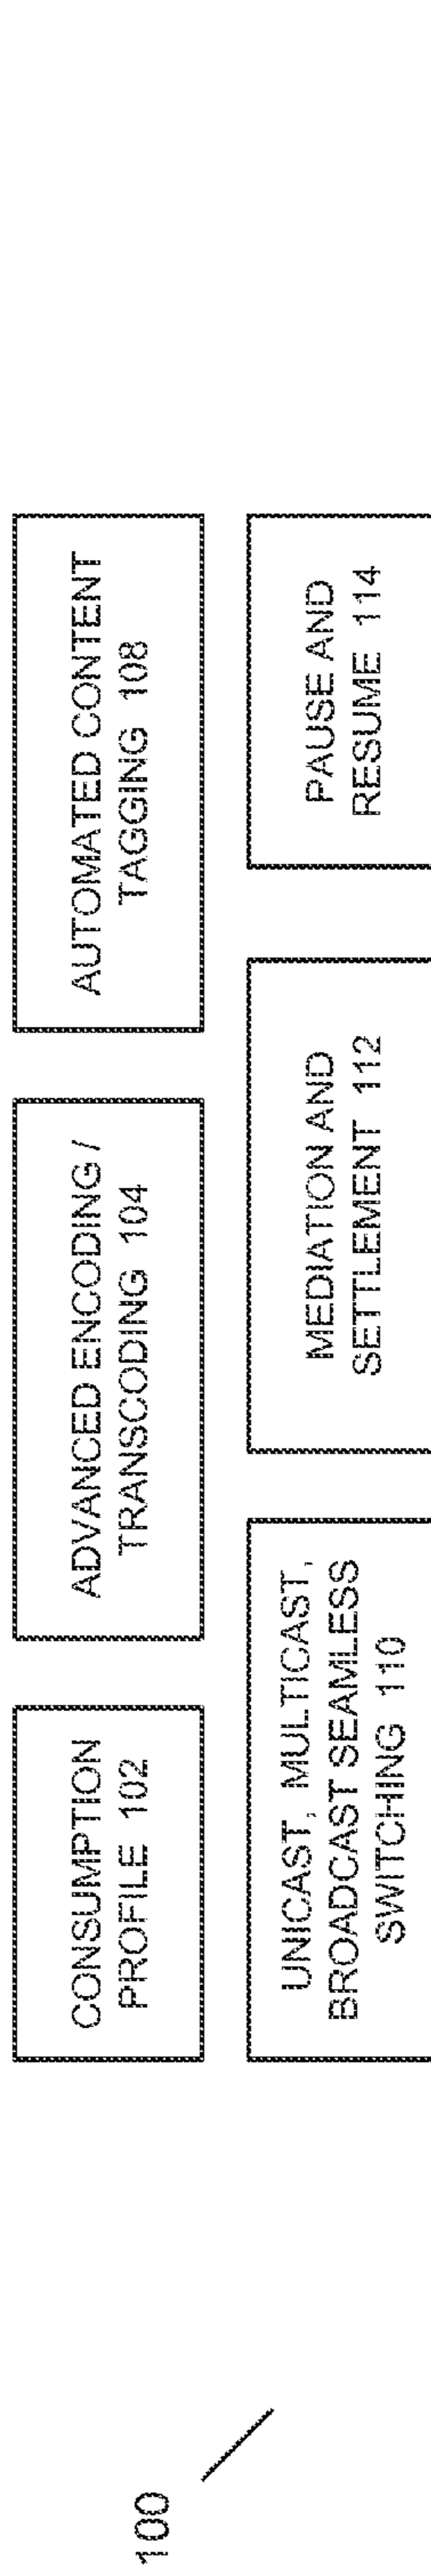 100
CONSUMPTION
PROFILE 102
ADVANCED ENCODING /
TRANSCODING 104
AUTOMATED CONTENT
TAGGING 108
UNICAST, MULTICAST,
BROADCAST SEAMLESS
SWITCHING 110
MEDIATION AND
SETTLEMENT 112
PAUSE AND
RESUME 114